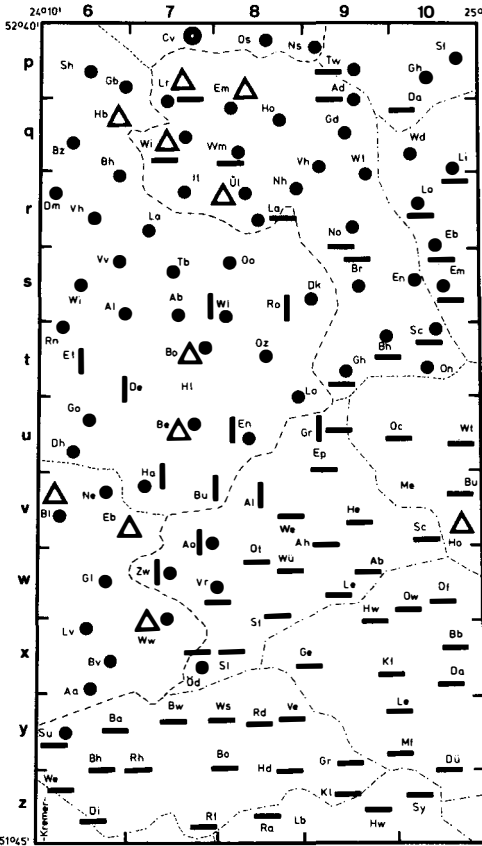 24°10' 6 7 8 9 10 25°
52°40'
Cv Os Ns Sf
p Sh Gb Lr Em Tw Gh
Ad Da
q Hb Wi Wm Ho Gd Wd
Bz Bh Vh Wf Li
Jt Ül Nh
r Dm Vh La La Lo
No Eb
s Vv Tb Oo Br En Em
Wi Al Ab Wl Ro Dk
Rn Sc
t Et Bo Oz Gh Bh On
De Hl Lo
u Go Be En Gr Oc Wt
Dh Ep
Ha Bu Al Me Bu
v Bl Ne Eb We He Sc Ho
Ao Ot Ah
w Gl Zw Vr Wü Le Ab Of
Sf Hw Ow
x Lv Ww Bb
Bv Od Sl Ge Kf Da
Aa
y Su Ba Bw Ws Rd Ve Le
Mf
Bh Rh Bo Hd Gr Dü
z We Kl
Kremer Di Rf Ra Lb Hw Sy
51°45'